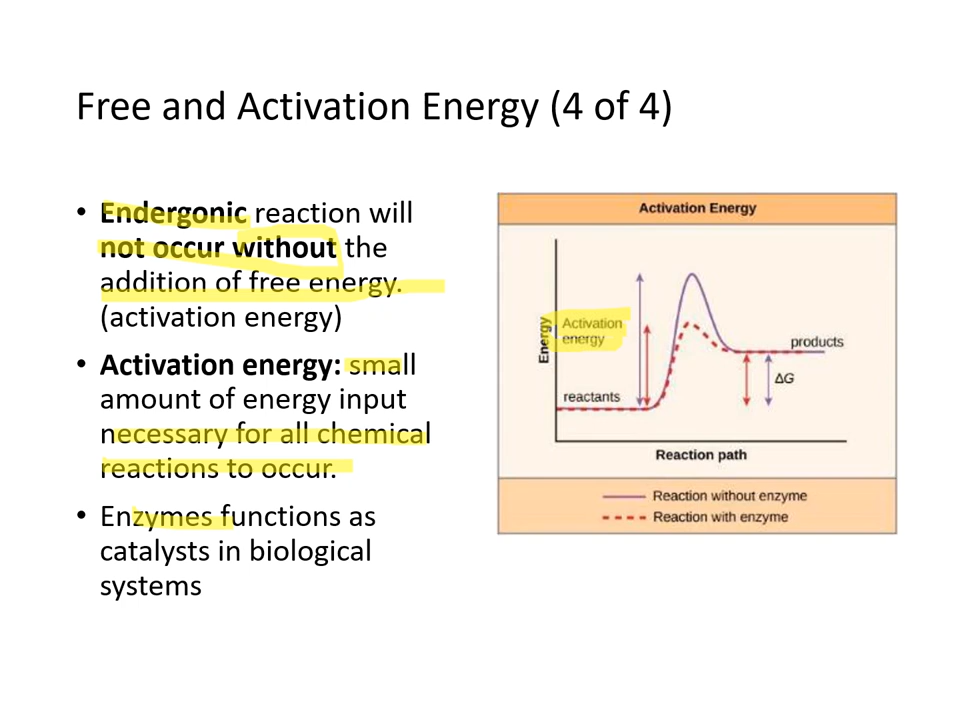 Free and Activation Energy (4 of 4)
• Endergonic reaction will
not occur without the
addition of free energy.
(activation energy)
• Activation energy: small
amount of energy input
necessary for all chemical
reactions to occur.
• Enzymes functions as
catalysts in biological
systems
Activation Energy
Energy
Activation
energy
reactants
products
ΔG
Reaction path
Reaction without enzyme
Reaction with enzyme